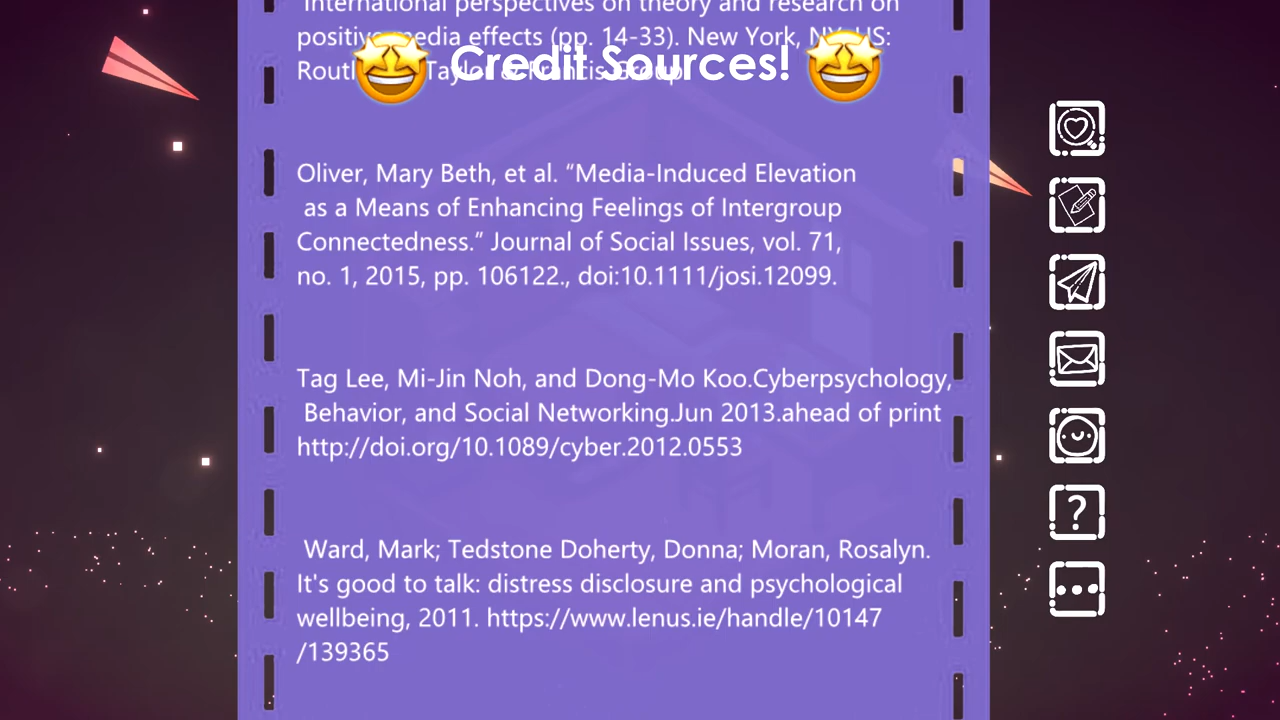 International perspectives on theory and research on
positive media effects (pp. 14-33). New York, NY, US:
Credit Sources!
Taylor & Francis Group
Oliver, Mary Beth, et al. “Media-Induced Elevation
as a Means of Enhancing Feelings of Intergroup
Connectedness.” Journal of Social Issues, vol. 71,
no. 1, 2015, pp. 106122., doi:10.1111/josi.12099.
Tag Lee, Mi-Jin Noh, and Dong-Mo Koo.Cyberpsychology,
Behavior, and Social Networking.Jun 2013.ahead of print
http://doi.org/10.1089/cyber.2012.0553
Ward, Mark; Tedstone Doherty, Donna; Moran, Rosalyn.
It's good to talk: distress disclosure and psychological
wellbeing, 2011. https://www.lenus.ie/handle/10147
/139365
?